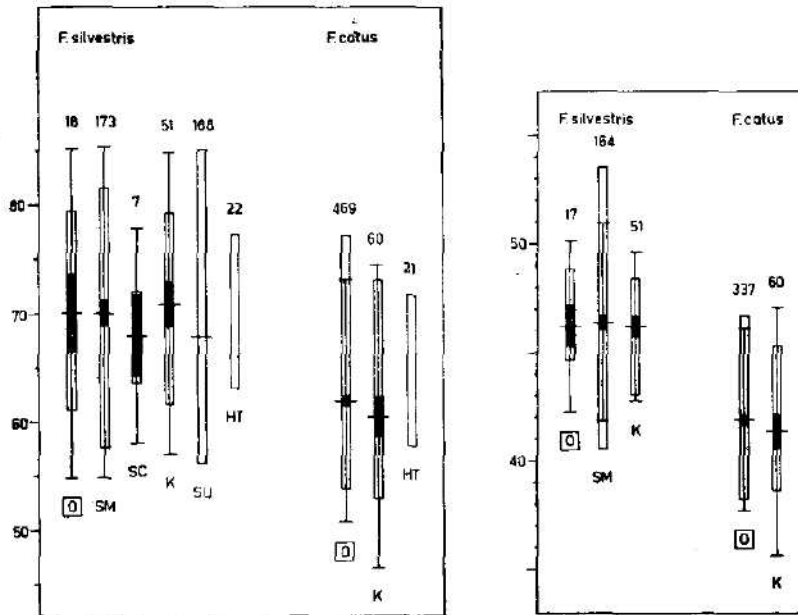 F. silvestris F. catus
18 173 51 168
7 22
469 60 21
80
70
60
50
HT
SC K SU
O SM
HT
O
K
F. silvestris F. catus
164
17 51
337 60
50
40
O K
SM
O
K